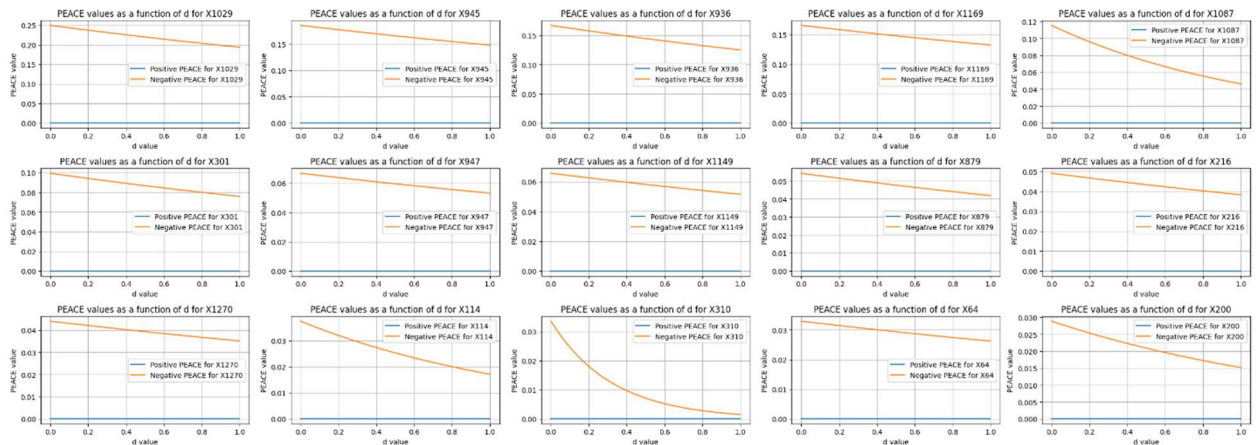 PEACE values as a function of d for X1029
PEACE value
0.25
0.20
0.15
0.10
0.05
0.00
Positive PEACE for X1029
Negative PEACE for X1029
0.0 0.2 0.4 0.6 0.8 1.0
d value
PEACE values as a function of d for X945
PEACE value
0.15
0.10
0.05
0.00
Positive PEACE for X945
Negative PEACE for X945
0.0 0.2 0.4 0.6 0.8 1.0
d value
PEACE values as a function of d for X936
PEACE value
0.15
0.10
0.05
0.00
Positive PEACE for X936
Negative PEACE for X936
0.0 0.2 0.4 0.6 0.8 1.0
d value
PEACE values as a function of d for X1169
PEACE value
0.15
0.10
0.05
0.00
Positive PEACE for X1169
Negative PEACE for X1169
0.0 0.2 0.4 0.6 0.8 1.0
d value
PEACE values as a function of d for X1087
PEACE value
0.12
0.10
0.08
0.06
0.04
0.02
0.00
Positive PEACE for X1087
Negative PEACE for X1087
0.0 0.2 0.4 0.6 0.8 1.0
d value
PEACE values as a function of d for X301
PEACE value
0.10
0.08
0.06
0.04
0.02
0.00
Positive PEACE for X301
Negative PEACE for X301
0.0 0.2 0.4 0.6 0.8 1.0
d value
PEACE values as a function of d for X947
PEACE value
0.06
0.04
0.02
0.00
Positive PEACE for X947
Negative PEACE for X947
0.0 0.2 0.4 0.6 0.8 1.0
d value
PEACE values as a function of d for X1149
PEACE value
0.06
0.04
0.02
0.00
Positive PEACE for X1149
Negative PEACE for X1149
0.0 0.2 0.4 0.6 0.8 1.0
d value
PEACE values as a function of d for X879
PEACE value
0.05
0.04
0.03
0.02
0.01
0.00
Positive PEACE for X879
Negative PEACE for X879
0.0 0.2 0.4 0.6 0.8 1.0
d value
PEACE values as a function of d for X216
PEACE value
0.05
0.04
0.03
0.02
0.01
0.00
Positive PEACE for X216
Negative PEACE for X216
0.0 0.2 0.4 0.6 0.8 1.0
d value
PEACE values as a function of d for X1270
PEACE value
0.04
0.03
0.02
0.01
0.00
Positive PEACE for X1270
Negative PEACE for X1270
0.0 0.2 0.4 0.6 0.8 1.0
d value
PEACE values as a function of d for X114
PEACE value
0.03
0.02
0.01
0.00
Positive PEACE for X114
Negative PEACE for X114
0.0 0.2 0.4 0.6 0.8 1.0
d value
PEACE values as a function of d for X310
PEACE value
0.03
0.02
0.01
0.00
Positive PEACE for X310
Negative PEACE for X310
0.0 0.2 0.4 0.6 0.8 1.0
d value
PEACE values as a function of d for X64
PEACE value
0.03
0.02
0.01
0.00
Positive PEACE for X64
Negative PEACE for X64
0.0 0.2 0.4 0.6 0.8 1.0
d value
PEACE values as a function of d for X200
PEACE value
0.030
0.025
0.020
0.015
0.010
0.005
0.000
Positive PEACE for X200
Negative PEACE for X200
0.0 0.2 0.4 0.6 0.8 1.0
d value